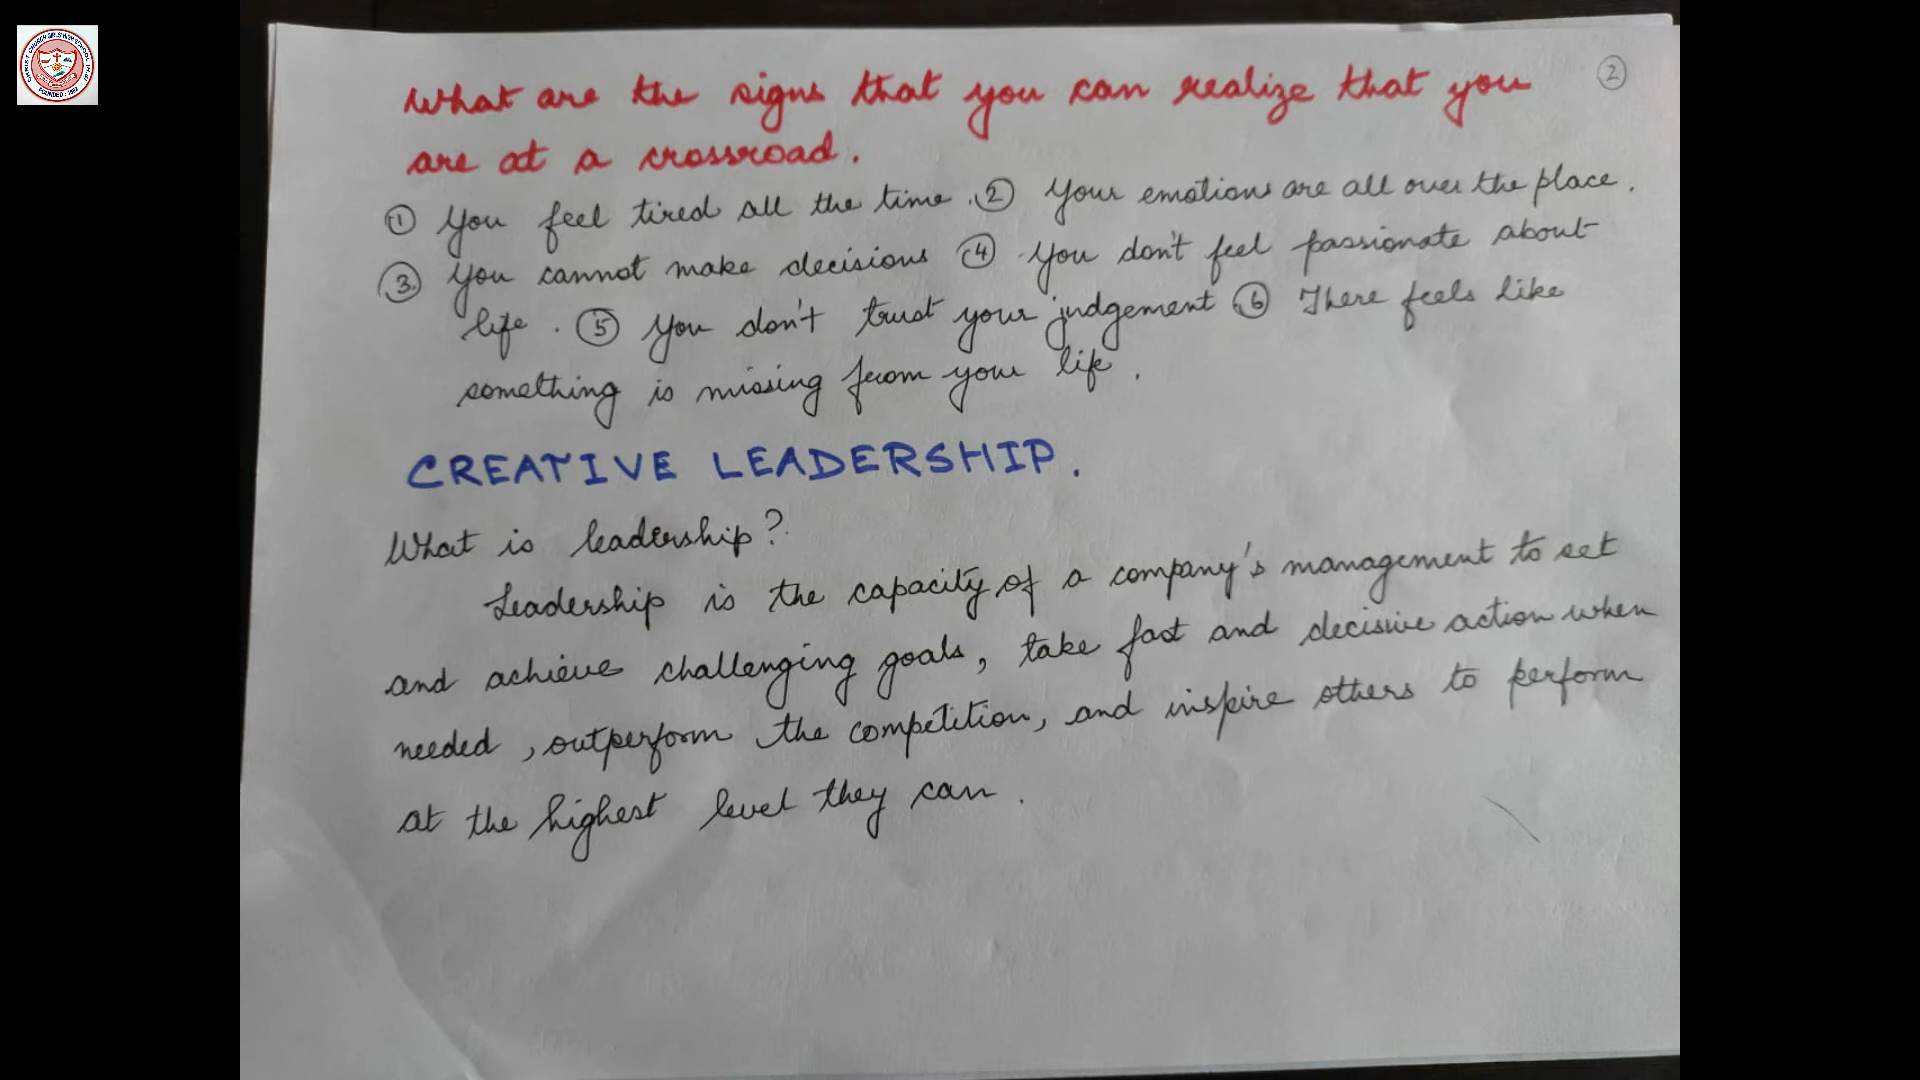 What are the signs that you can realize that you
②
are at a crossroad.
① You feel tired all the time. ② Your emotions are all over the place.
③ You cannot make decisions ④ You don't feel passionate about
life. ⑤ You don't trust your judgement ⑥ There feels like
something is missing from your life.
CREATIVE LEADERSHIP.
What is leadership?
Leadership is the capacity of a company's management to set
and achieve challenging goals, take fast and decisive action when
needed, outperform the competition, and inspire others to perform
at the highest level they can.